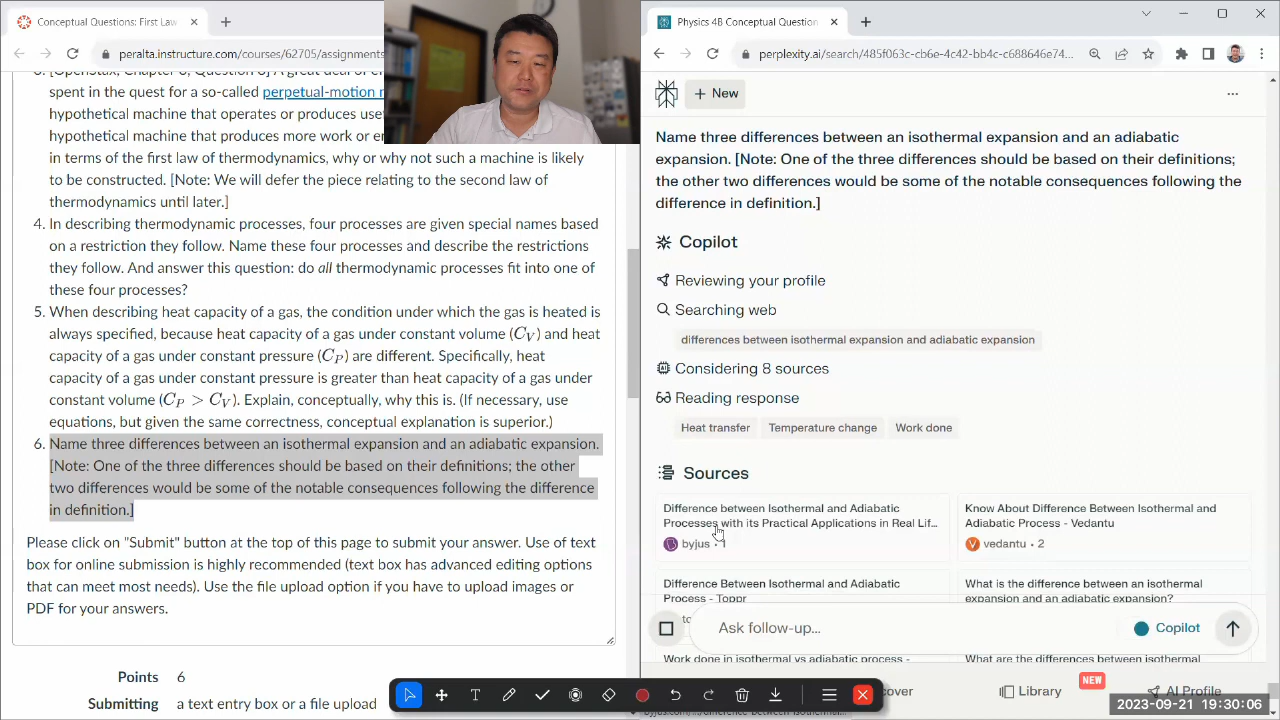 Conceptual Questions: First Law
peralta.instructure.com/courses/62705/assignments
spent in the quest for a so-called perpetual-motion
hypothetical machine that operates or produces use
hypothetical machine that produces more work or e
in terms of the first law of thermodynamics, why or why not such a machine is likely
to be constructed. [Note: We will defer the piece relating to the second law of
thermodynamics until later.]
4. In describing thermodynamic processes, four processes are given special names based
on a restriction they follow. Name these four processes and describe the restrictions
they follow. And answer this question: do all thermodynamic processes fit into one of
these four processes?
5. When describing heat capacity of a gas, the condition under which the gas is heated is
always specified, because heat capacity of a gas under constant volume (C_V) and heat
capacity of a gas under constant pressure (C_P) are different. Specifically, heat
capacity of a gas under constant pressure is greater than heat capacity of a gas under
constant volume (C_P > C_V). Explain, conceptually, why this is. (If necessary, use
equations, but given the same correctness, conceptual explanation is superior.)
6. Name three differences between an isothermal expansion and an adiabatic expansion.
[Note: One of the three differences should be based on their definitions; the other
two differences would be some of the notable consequences following the difference
in definition.]
Please click on "Submit" button at the top of this page to submit your answer. Use of text
box for online submission is highly recommended (text box has advanced editing options
that can meet most needs). Use the file upload option if you have to upload images or
PDF for your answers.
Points 6
Submitting a text entry box or a file upload
Physics 4B Conceptual Question
perplexity.ai/search/485f063c-cb6e-4c42-bb4c-c688646e74...
+ New
Name three differences between an isothermal expansion and an adiabatic
expansion. [Note: One of the three differences should be based on their definitions;
the other two differences would be some of the notable consequences following the
difference in definition.]
Copilot
Reviewing your profile
Searching web
differences between isothermal expansion and adiabatic expansion
Considering 8 sources
Reading response
Heat transfer Temperature change Work done
Sources
Difference between Isothermal and Adiabatic
Processes with its Practical Applications in Real Lif...
byjus · 1
Know About Difference Between Isothermal and
Adiabatic Process - Vedantu
vedantu · 2
Difference Between Isothermal and Adiabatic
Process - Toppr
What is the difference between an isothermal
expansion and an adiabatic expansion?
Ask follow-up...
Copilot
Work done in isothermal vs adiabatic process -
What are the differences between isothermal
Library
NEW
AI Profile
2023-09-21 19:30:06